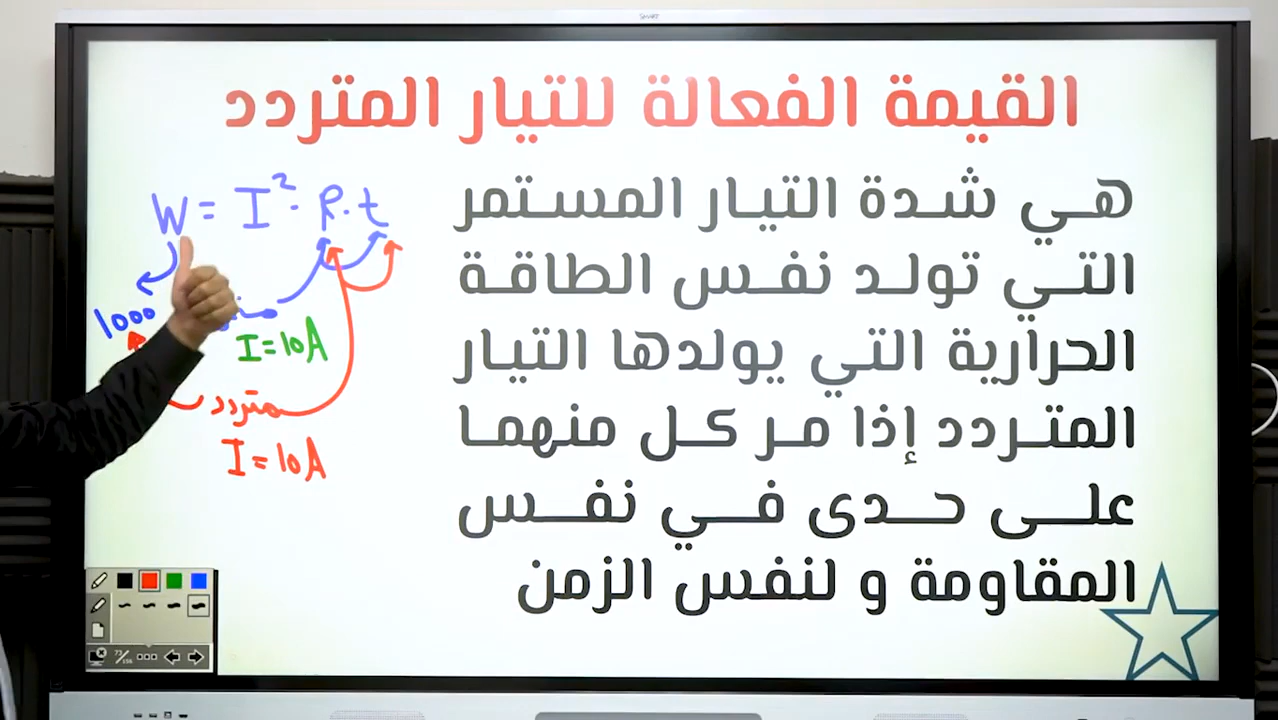 SMART
القيمة الفعالة للتيار المتردد
هي شدة التيار المستمر
التي تولد نفس الطاقة
الحرارية التي يولدها التيار
المتردد إذا مر كل منهما
على حدى في نفس
المقاومة و لنفس الزمن
W = I². R.t
1000
I=10A
متردد
I=10A